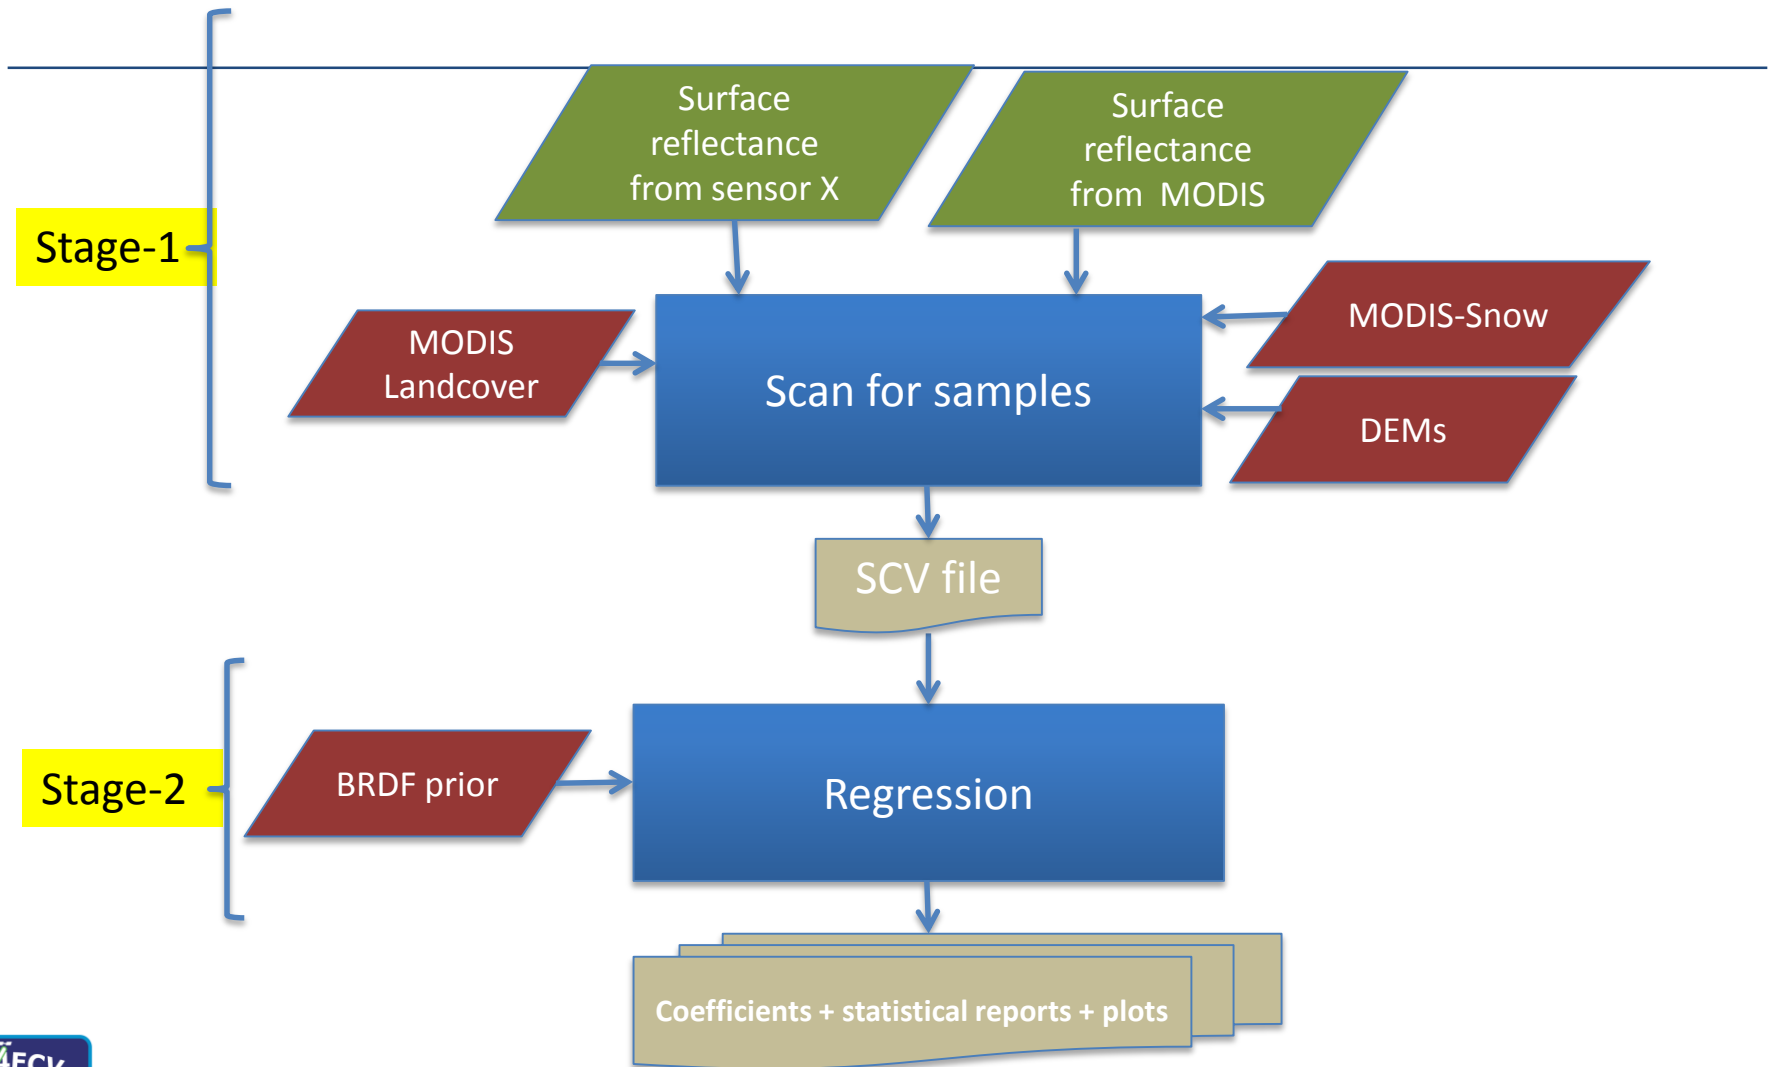 Surface
reflectance
from sensor X
Surface
reflectance
from MODIS
Stage-1
MODIS-Snow
MODIS
Landcover
Scan for samples
DEMs
SCV file
Stage-2
BRDF prior
Regression
Coefficients + statistical reports + plots